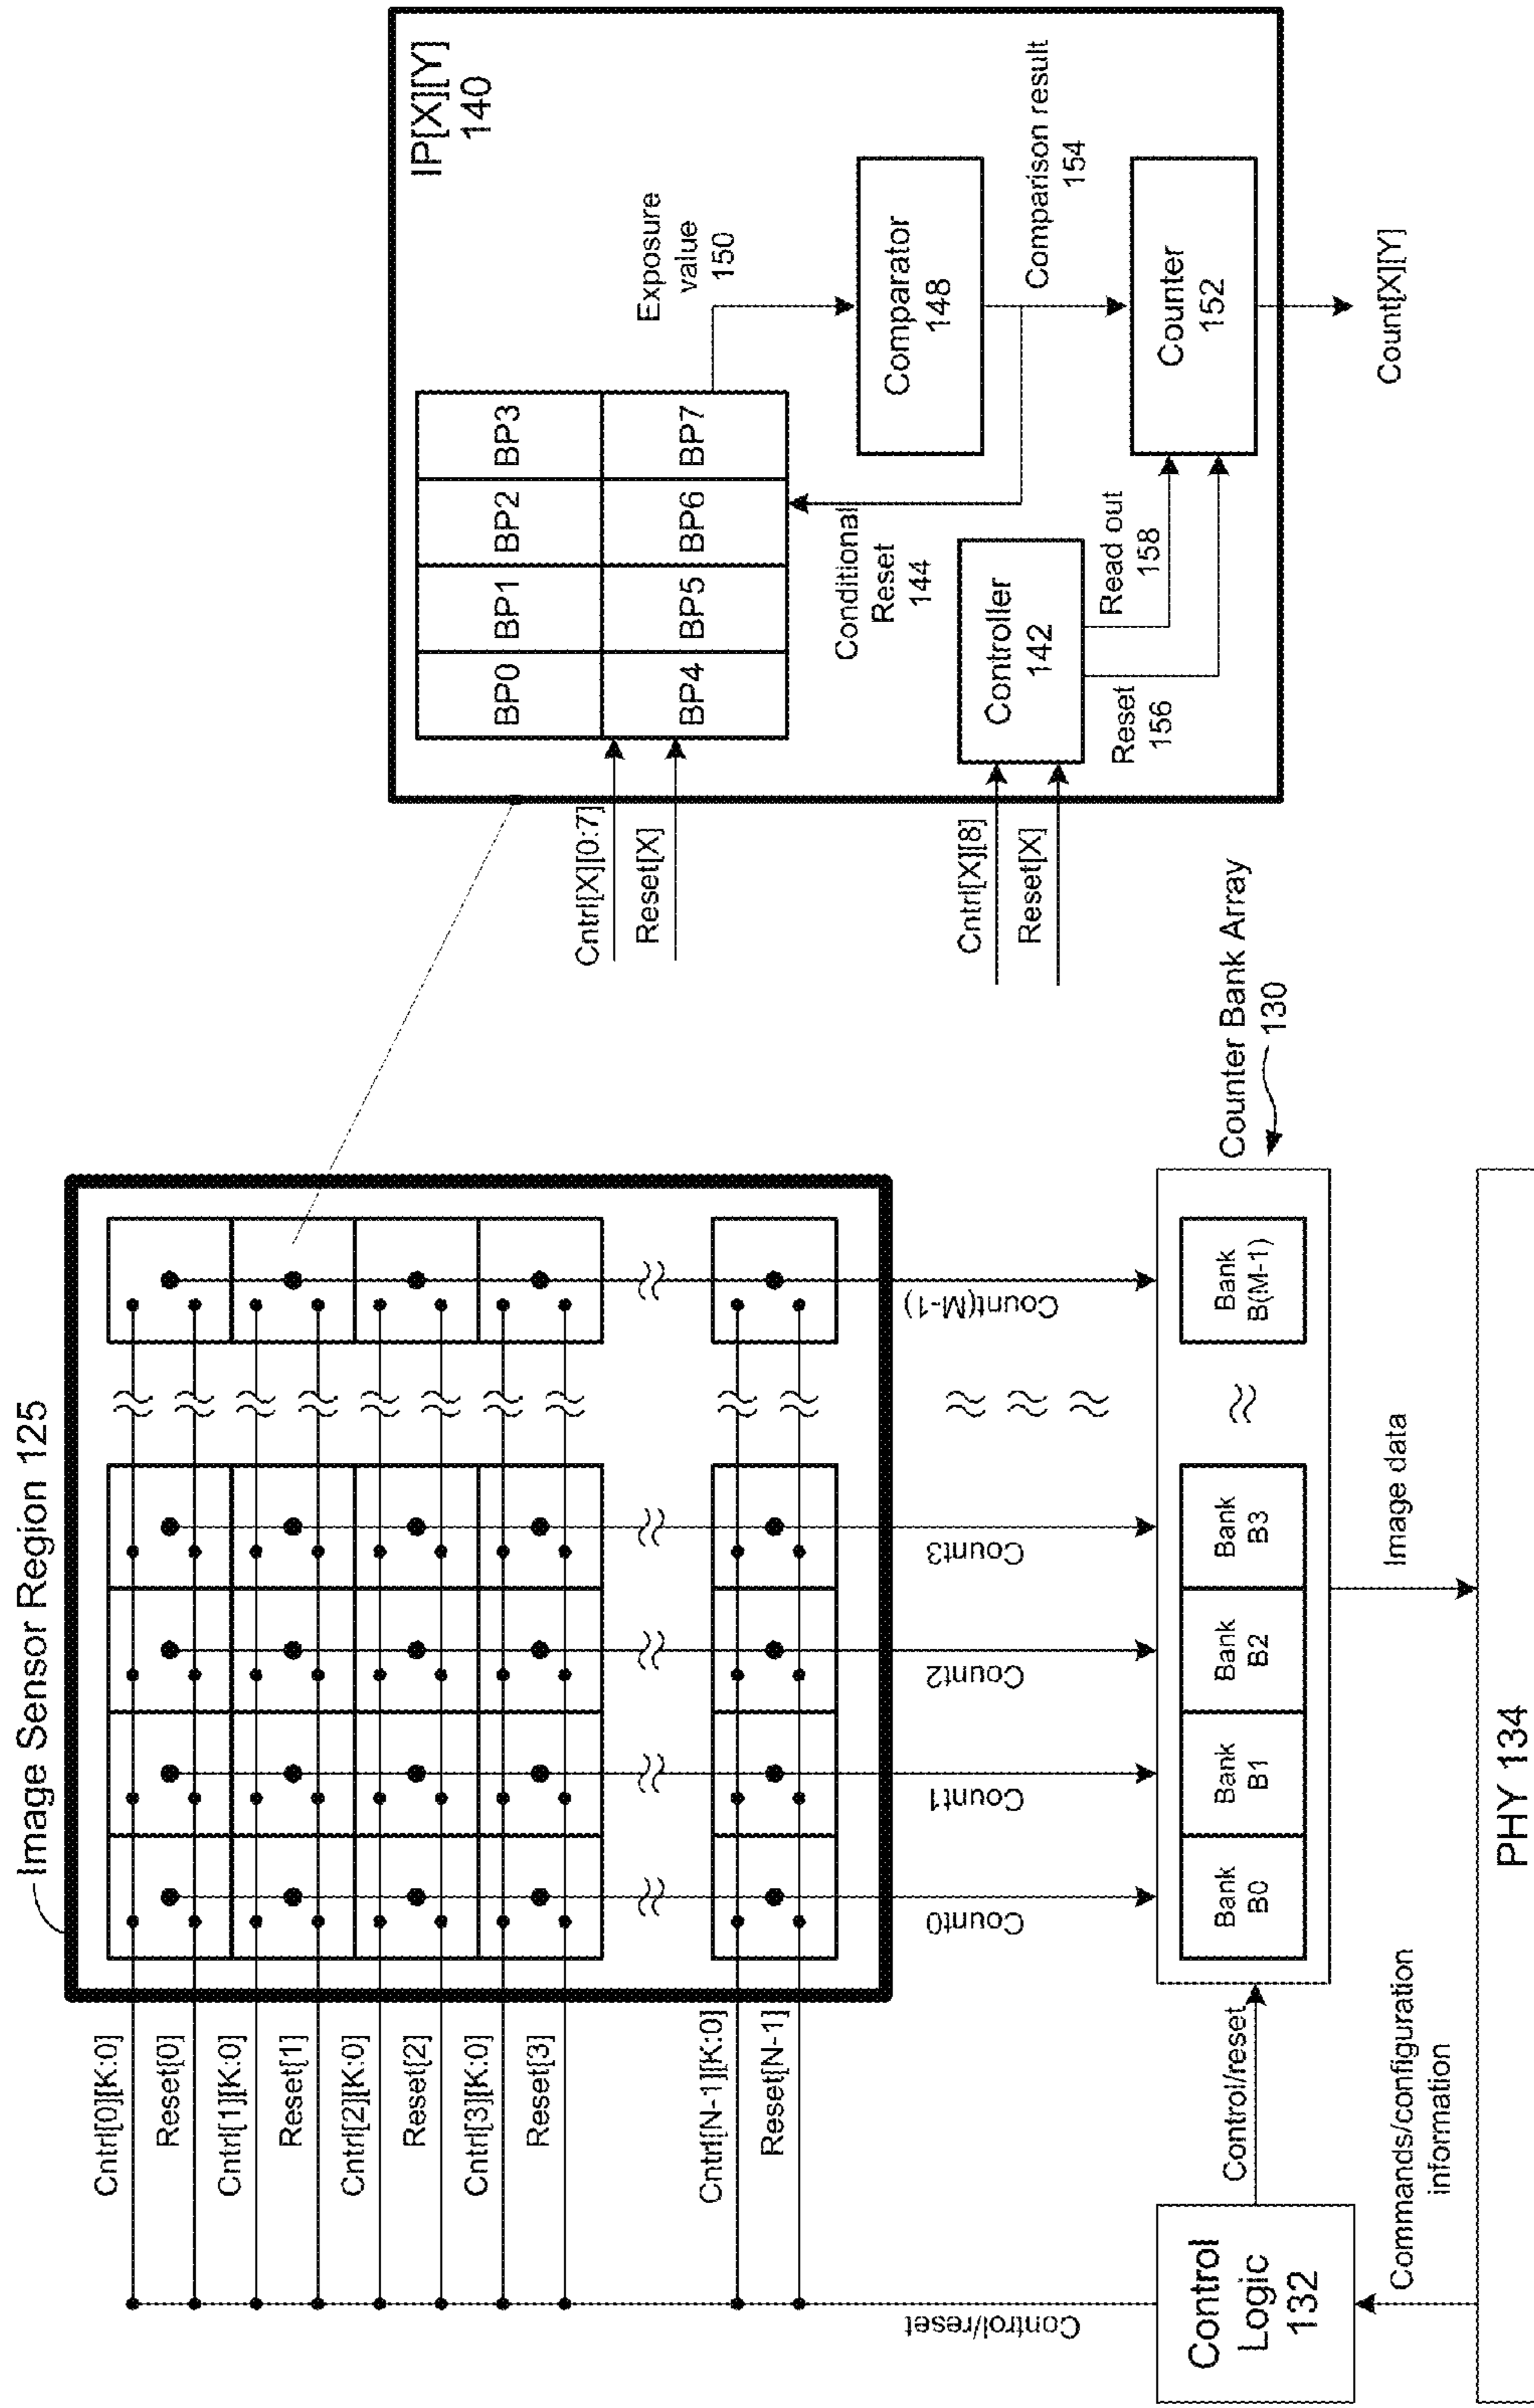 Image Sensor Region 125
Cntrl[0][K:0]
Reset[0]
Cntrl[1][K:0]
Reset[1]
Cntrl[2][K:0]
Reset[2]
Cntrl[3][K:0]
Reset[3]
Cntrl[N-1][K:0]
Reset[N-1]
Control/reset
Count0
Count1
Count2
Count3
Count(M-1)
Control
Logic
132
Control/reset
Bank
B0
Bank
B1
Bank
B2
Bank
B3
Bank
B(M-1)
Counter Bank Array
130
Commands/configuration
information
Image data
PHY 134
IP[X][Y]
140
BP0
BP1
BP2
BP3
BP4
BP5
BP6
BP7
Cntrl[X][0:7]
Reset[X]
Exposure
value
150
Conditional
Reset
144
Comparator
148
Cntrl[X][8]
Reset[X]
Controller
142
Comparison result
154
Reset
156
Read out
158
Counter
152
Count[X][Y]